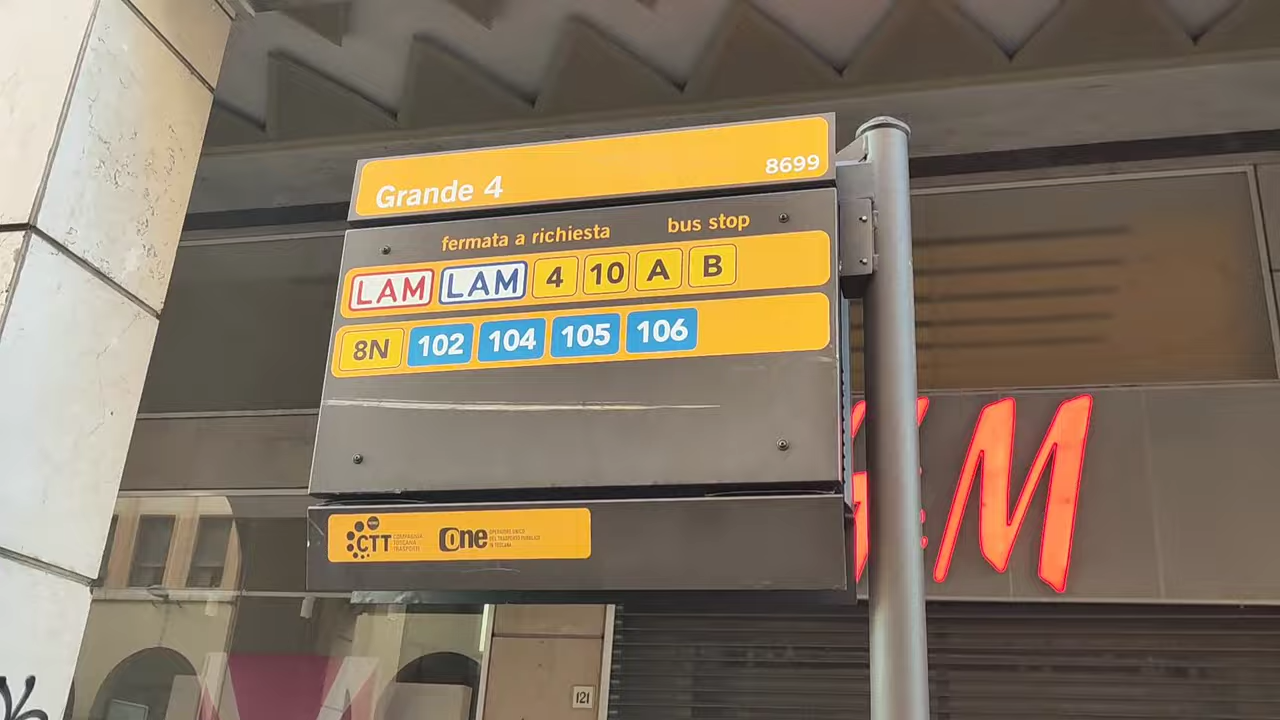 Grande 4
8699
fermata a richiesta bus stop
LAM LAM 4 10 A B
8N 102 104 105 106
CTT COMPAGNIA TOSCANA TRASPORTI
One OPERATORE UNICO DEL TRASPORTO PUBBLICO IN TOSCANA
M
121